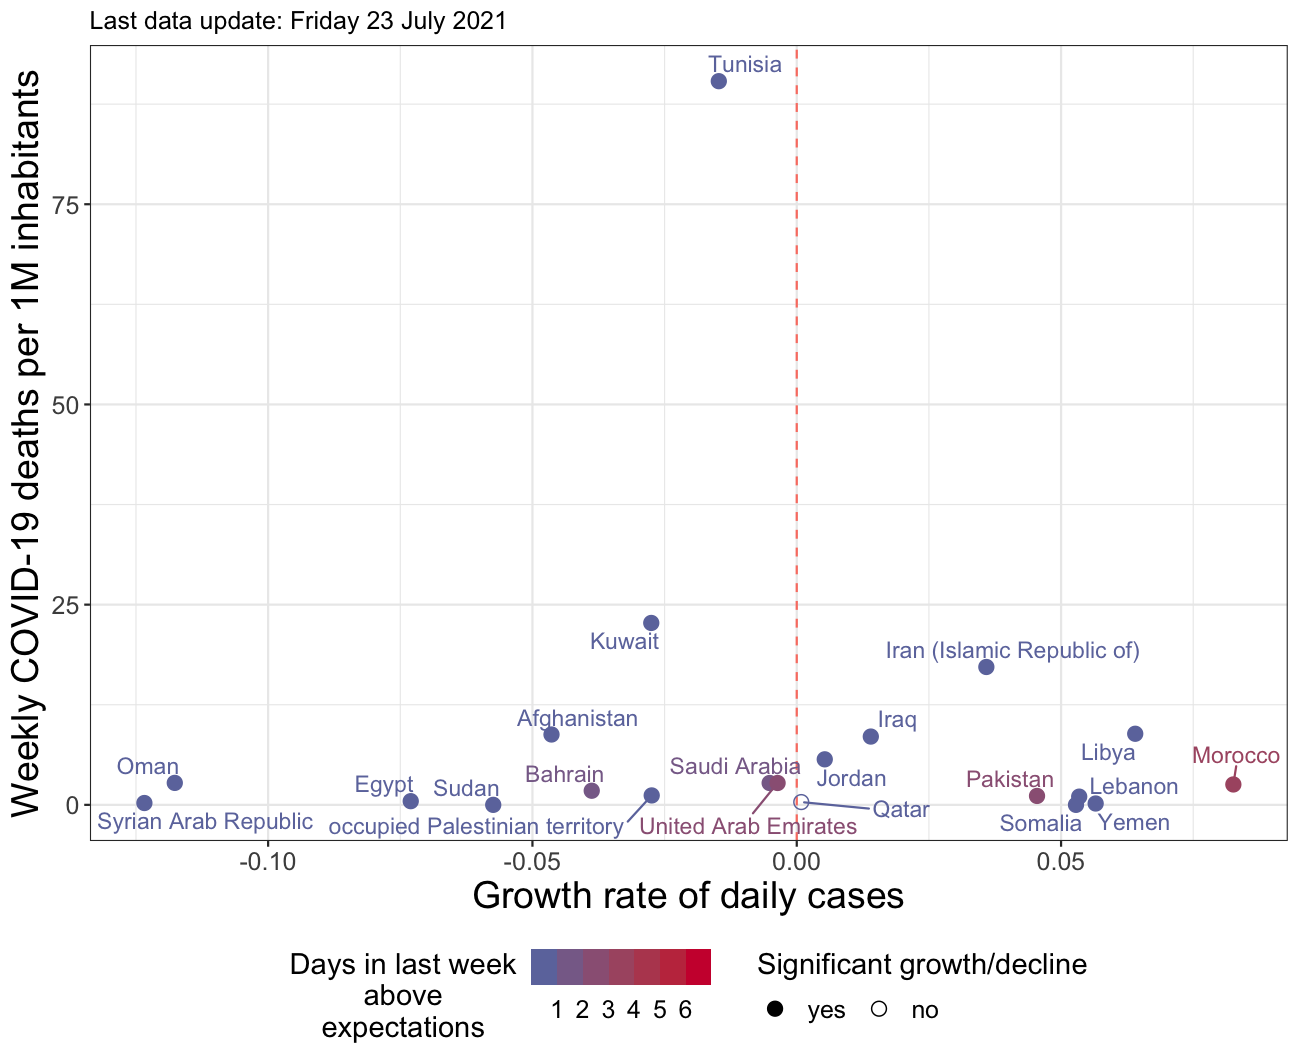 Last data update: Friday 23 July 2021
Weekly COVID-19 deaths per 1M inhabitants
75
50
25
0
Tunisia
Kuwait
Iran (Islamic Republic of)
Afghanistan
Iraq
Libya
Morocco
Oman
Saudi Arabia
Bahrain
Jordan
Pakistan
Egypt
Sudan
Lebanon
Qatar
Syrian Arab Republic
occupied Palestinian territory
United Arab Emirates
Somalia
Yemen
-0.10
-0.05
0.00
0.05
Growth rate of daily cases
Days in last week
above
expectations
1 2 3 4 5 6
Significant growth/decline
yes
no